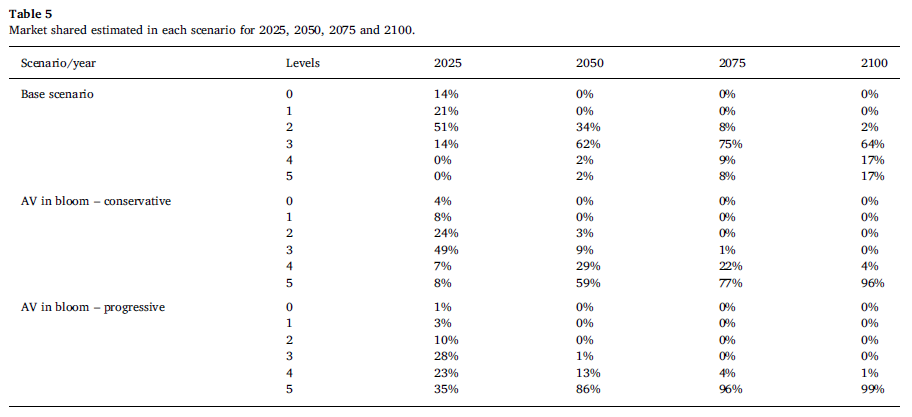 Table 5
Market shared estimated in each scenario for 2025, 2050, 2075 and 2100.
Scenario/year Levels 2025 2050 2075 2100
Base scenario 0 14% 0% 0% 0%
1 21% 0% 0% 0%
2 51% 34% 8% 2%
3 14% 62% 75% 64%
4 0% 2% 9% 17%
5 0% 2% 8% 17%
AV in bloom – conservative 0 4% 0% 0% 0%
1 8% 0% 0% 0%
2 24% 3% 0% 0%
3 49% 9% 1% 0%
4 7% 29% 22% 4%
5 8% 59% 77% 96%
AV in bloom – progressive 0 1% 0% 0% 0%
1 3% 0% 0% 0%
2 10% 0% 0% 0%
3 28% 1% 0% 0%
4 23% 13% 4% 1%
5 35% 86% 96% 99%